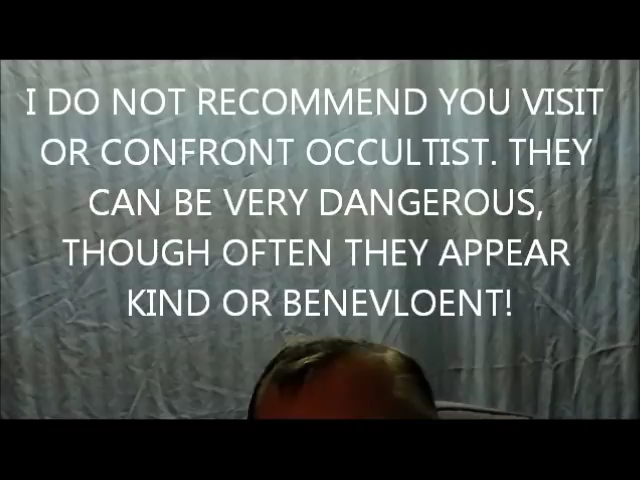 I DO NOT RECOMMEND YOU VISIT
OR CONFRONT OCCULTIST. THEY
CAN BE VERY DANGEROUS,
THOUGH OFTEN THEY APPEAR
KIND OR BENEVLOENT!